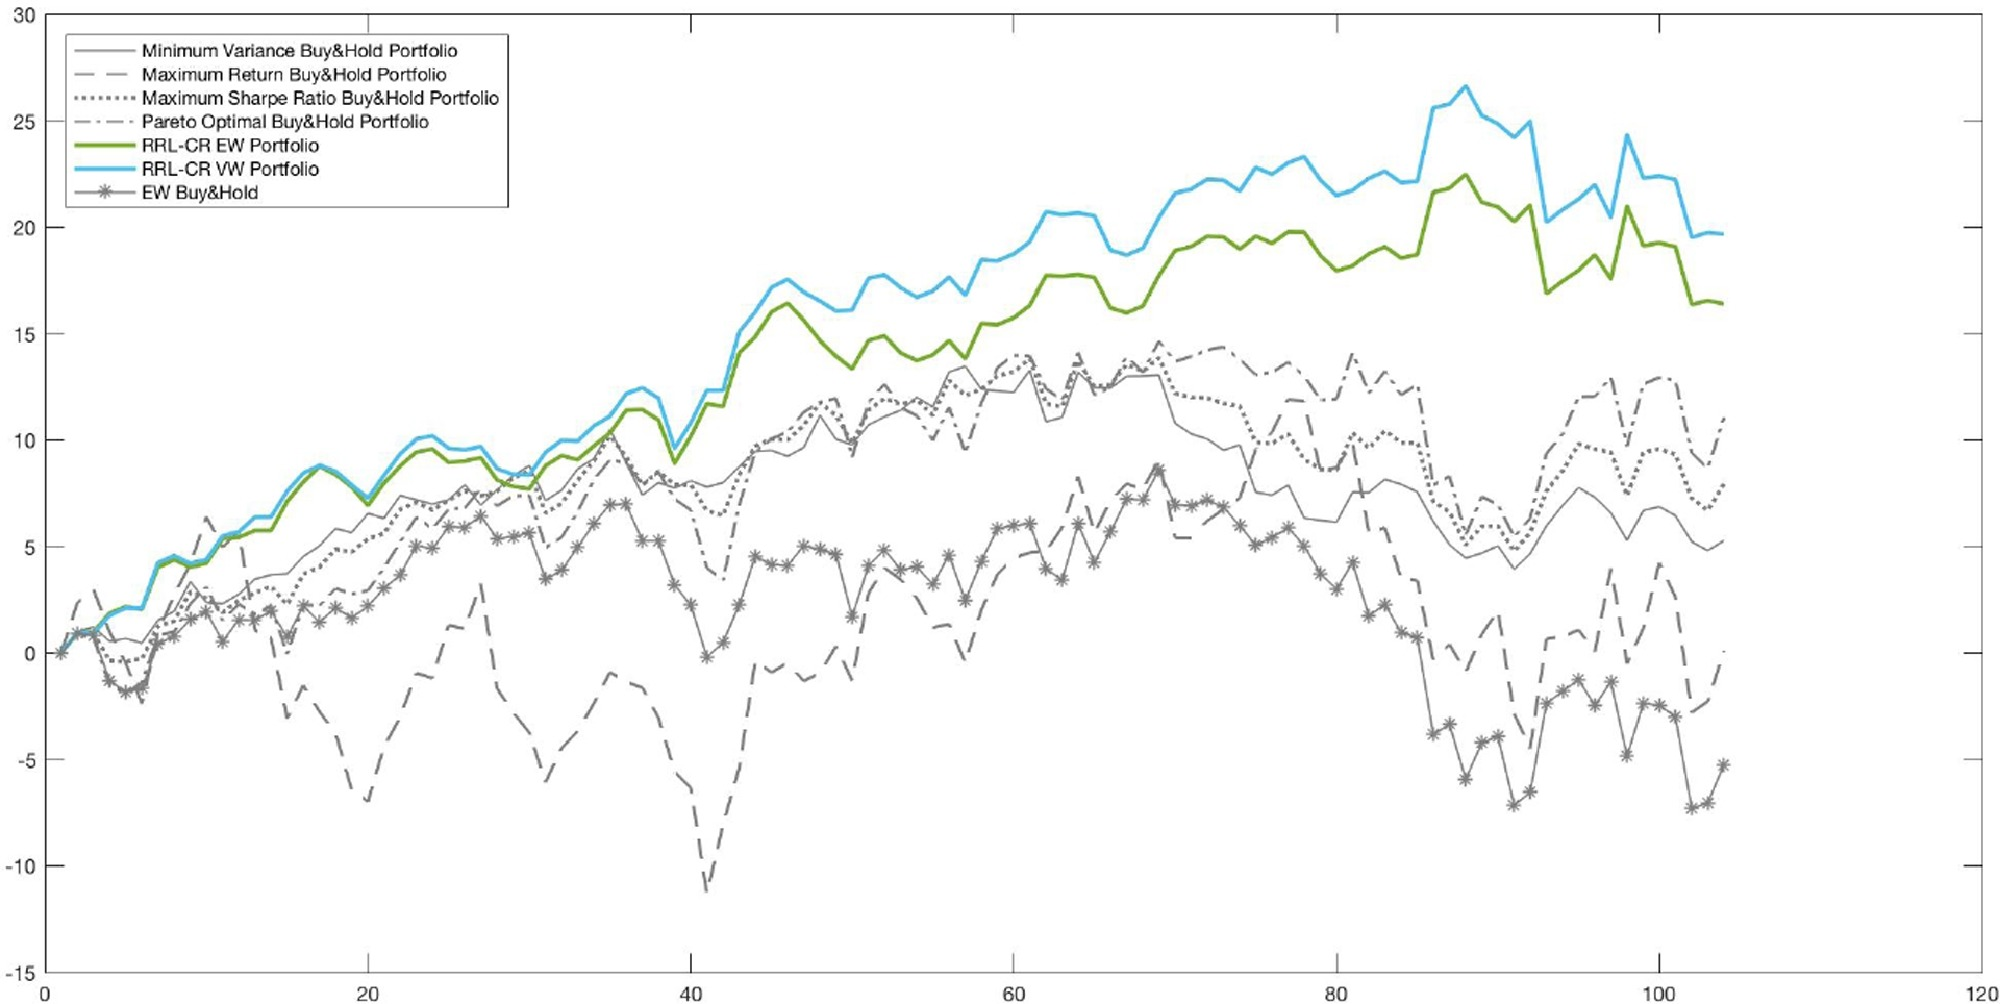 30
25
20
15
10
5
0
-5
-10
-15
Minimum Variance Buy&Hold Portfolio
Maximum Return Buy&Hold Portfolio
Maximum Sharpe Ratio Buy&Hold Portfolio
Pareto Optimal Buy&Hold Portfolio
RRL-CR EW Portfolio
RRL-CR VW Portfolio
EW Buy&Hold
0 20 40 60 80 100 120